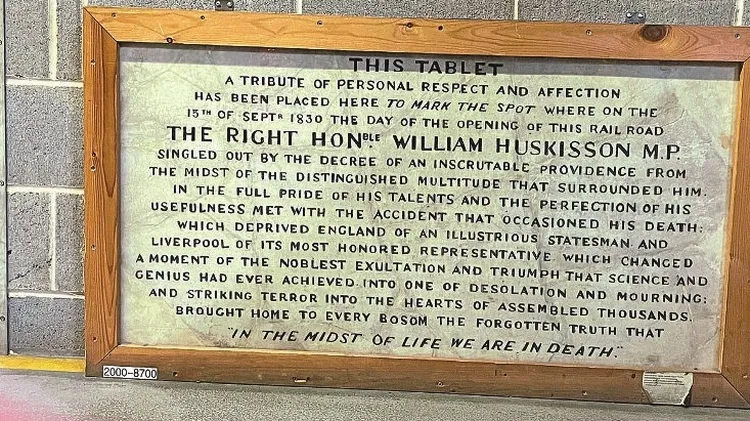 THIS TABLET
A TRIBUTE OF PERSONAL RESPECT AND AFFECTION
HAS BEEN PLACED HERE TO MARK THE SPOT WHERE ON THE
15TH OF SEPTR 1830 THE DAY OF THE OPENING OF THIS RAIL ROAD
THE RIGHT HONBLE WILLIAM HUSKISSON M.P.
SINGLED OUT BY THE DECREE OF AN INSCRUTABLE PROVIDENCE FROM
THE MIDST OF THE DISTINGUISHED MULTITUDE THAT SURROUNDED HIM.
IN THE FULL PRIDE OF HIS TALENTS AND THE PERFECTION OF HIS
USEFULNESS MET WITH THE ACCIDENT THAT OCCASIONED HIS DEATH;
WHICH DEPRIVED ENGLAND OF AN ILLUSTRIOUS STATESMAN AND
LIVERPOOL OF ITS MOST HONORED REPRESENTATIVE WHICH CHANGED
A MOMENT OF THE NOBLEST EXULTATION AND TRIUMPH THAT SCIENCE AND
GENIUS HAD EVER ACHIEVED INTO ONE OF DESOLATION AND MOURNING;
AND STRIKING TERROR INTO THE HEARTS OF ASSEMBLED THOUSANDS.
BROUGHT HOME TO EVERY BOSOM THE FORGOTTEN TRUTH THAT
"IN THE MIDST OF LIFE WE ARE IN DEATH."
2000-8700